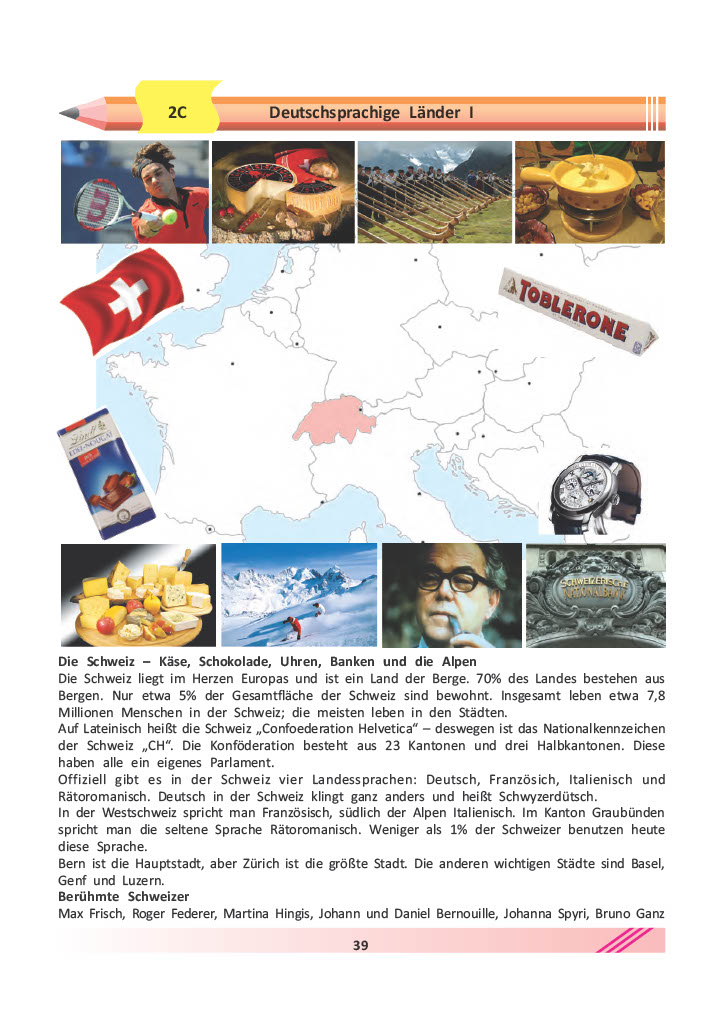 2C
Deutschsprachige Länder I
W
TOBLERONE
Lindt
EDEL-NOUGAT
SCHWEIZERISCHE
NATIONALBANK
Die Schweiz – Käse, Schokolade, Uhren, Banken und die Alpen
Die Schweiz liegt im Herzen Europas und ist ein Land der Berge. 70% des Landes bestehen aus
Bergen. Nur etwa 5% der Gesamtfläche der Schweiz sind bewohnt. Insgesamt leben etwa 7,8
Millionen Menschen in der Schweiz; die meisten leben in den Städten.
Auf Lateinisch heißt die Schweiz „Confoederation Helvetica“ – deswegen ist das Nationalkennzeichen
der Schweiz „CH“. Die Konföderation besteht aus 23 Kantonen und drei Halbkantonen. Diese
haben alle ein eigenes Parlament.
Offiziell gibt es in der Schweiz vier Landessprachen: Deutsch, Französich, Italienisch und
Rätoromanisch. Deutsch in der Schweiz klingt ganz anders und heißt Schwyzerdütsch.
In der Westschweiz spricht man Französisch, südlich der Alpen Italienisch. Im Kanton Graubünden
spricht man die seltene Sprache Rätoromanisch. Weniger als 1% der Schweizer benutzen heute
diese Sprache.
Bern ist die Hauptstadt, aber Zürich ist die größte Stadt. Die anderen wichtigen Städte sind Basel,
Genf und Luzern.
Berühmte Schweizer
Max Frisch, Roger Federer, Martina Hingis, Johann und Daniel Bernouille, Johanna Spyri, Bruno Ganz
39